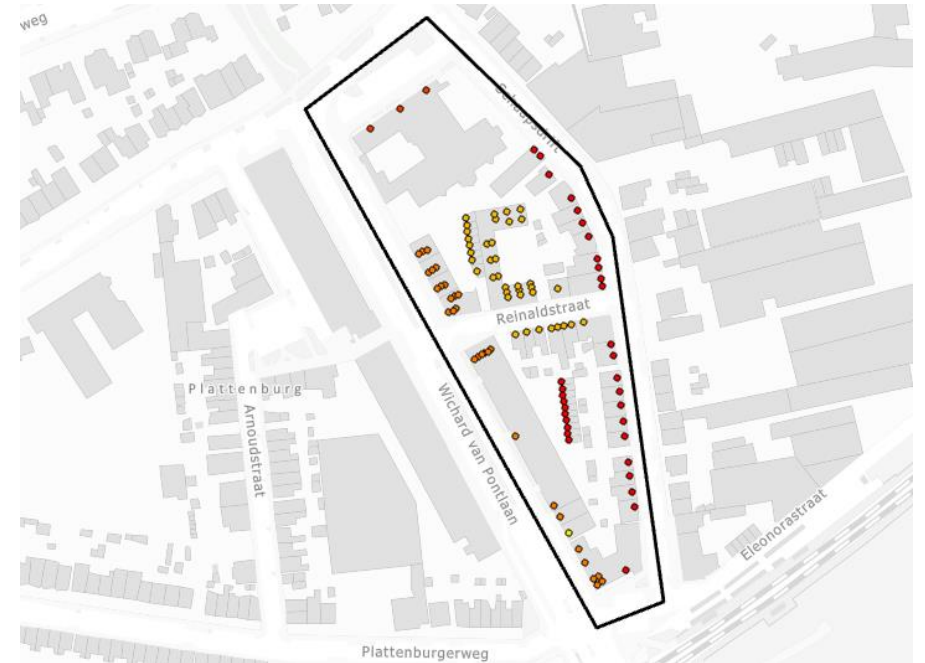 weg
Reinaldstraat
Plattenburg
Arnoudstraat
Wichard van Pontlaan
Eleonorastraat
Plattenburgerweg